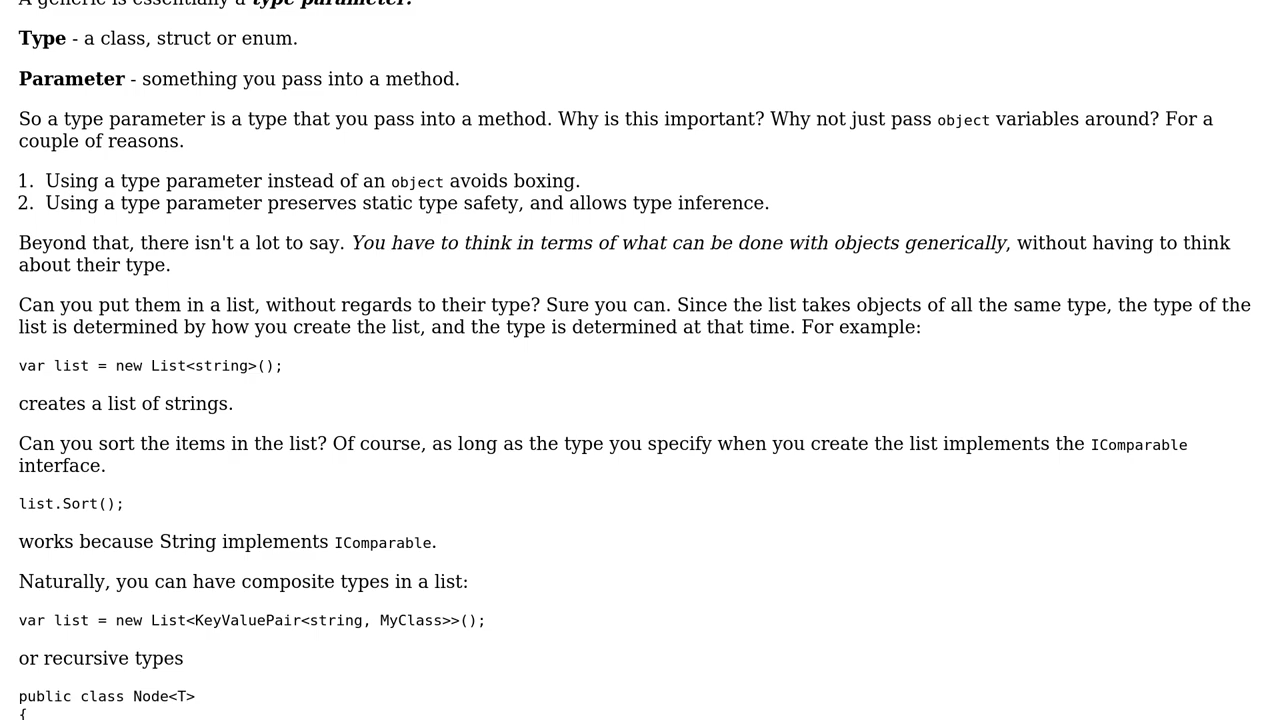 A generic is essentially a type parameter.
Type - a class, struct or enum.
Parameter - something you pass into a method.
So a type parameter is a type that you pass into a method. Why is this important? Why not just pass object variables around? For a
couple of reasons.
1. Using a type parameter instead of an object avoids boxing.
2. Using a type parameter preserves static type safety, and allows type inference.
Beyond that, there isn't a lot to say. You have to think in terms of what can be done with objects generically, without having to think
about their type.
Can you put them in a list, without regards to their type? Sure you can. Since the list takes objects of all the same type, the type of the
list is determined by how you create the list, and the type is determined at that time. For example:
var list = new List<string>();
creates a list of strings.
Can you sort the items in the list? Of course, as long as the type you specify when you create the list implements the IComparable
interface.
list.Sort();
works because String implements IComparable.
Naturally, you can have composite types in a list:
var list = new List<KeyValuePair<string, MyClass>>();
or recursive types
public class Node<T>
{